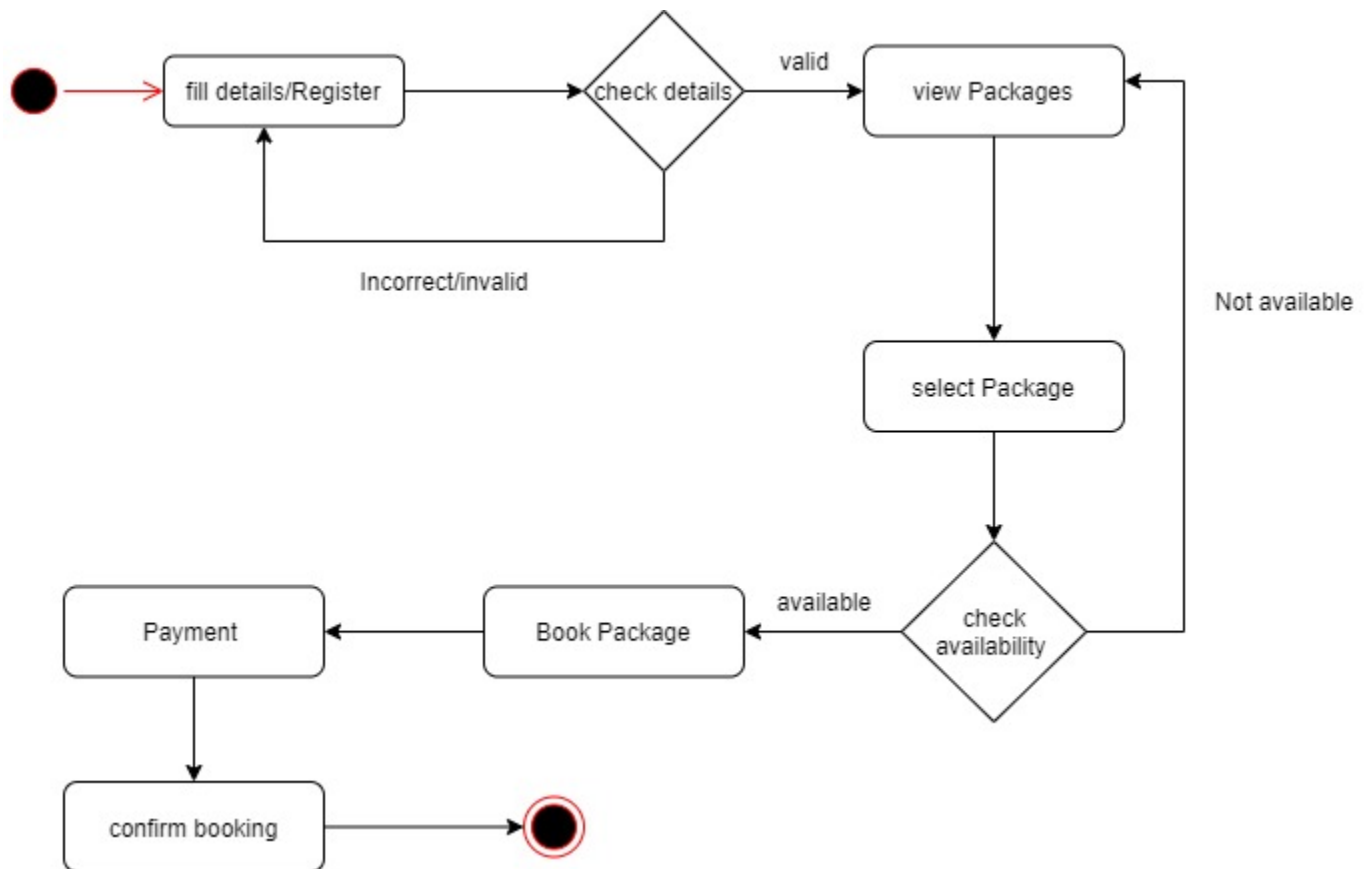 fill details/Register
check details
valid
view Packages
Incorrect/invalid
Not available
select Package
check
availability
available
Book Package
Payment
confirm booking